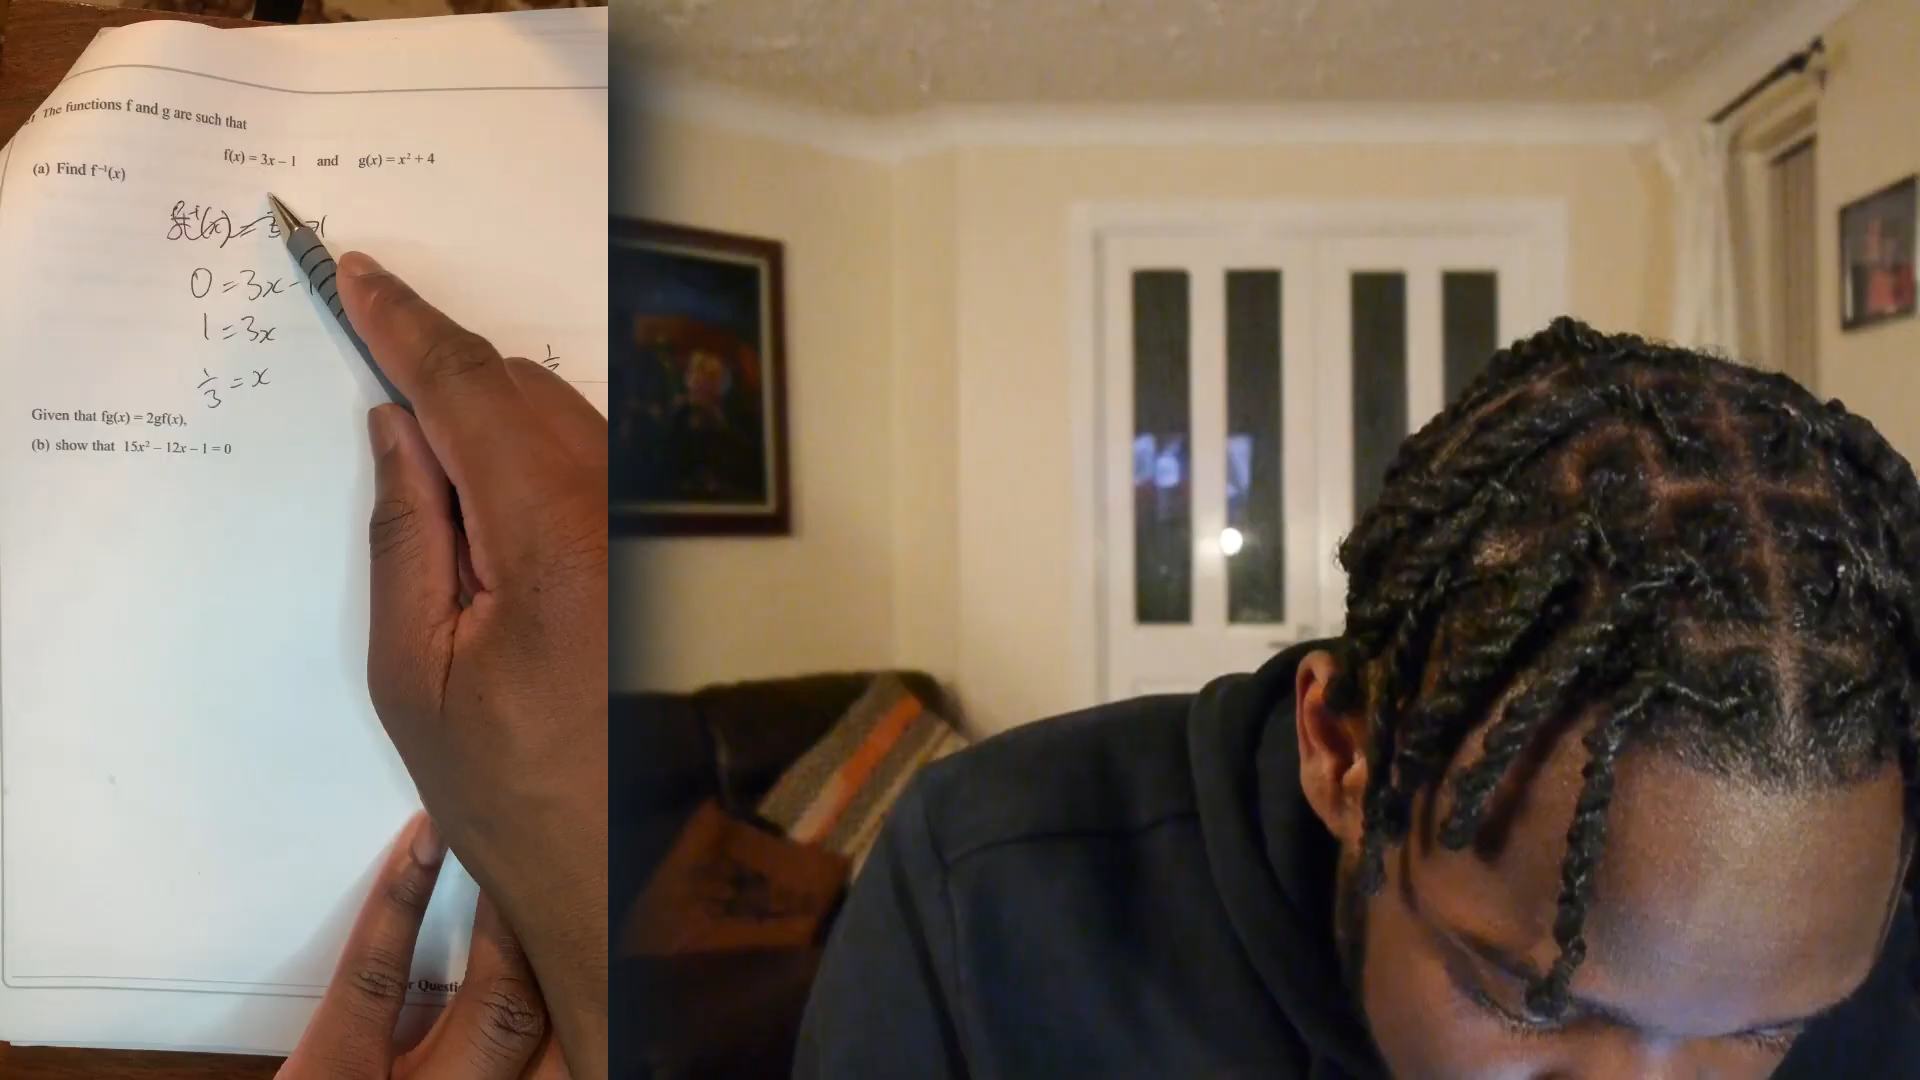 The functions f and g are such that
f(x) = 3x – 1 and g(x) = x² + 4
(a) Find f⁻¹(x)
0 = 3x -
1 = 3x
1/3 = x
Given that fg(x) = 2gf(x),
(b) show that 15x² – 12x – 1 = 0